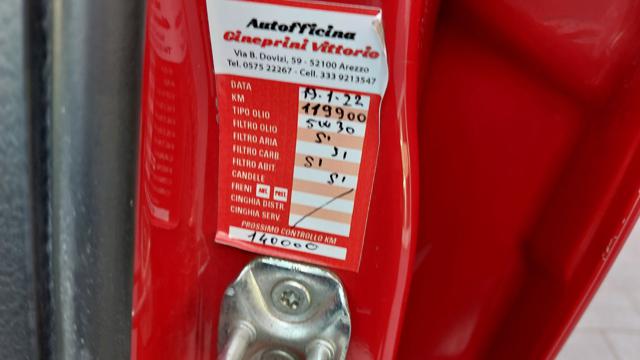 Autofficina
Gineprini Vittorio
Via B. Dovizi, 59 - 52100 Arezzo
Tel. 0575 22267 - Cell. 333 9213547
DATA 19.1.22
KM 119900
TIPO OLIO 5W30
FILTRO OLIO SI
FILTRO ARIA SI
FILTRO CARB. SI
FILTRO ABIT. SI
CANDELE
FRENI ANT. POST.
CINGHIA DISTR.
CINGHIA SERV.
PROSSIMO CONTROLLO KM
140000